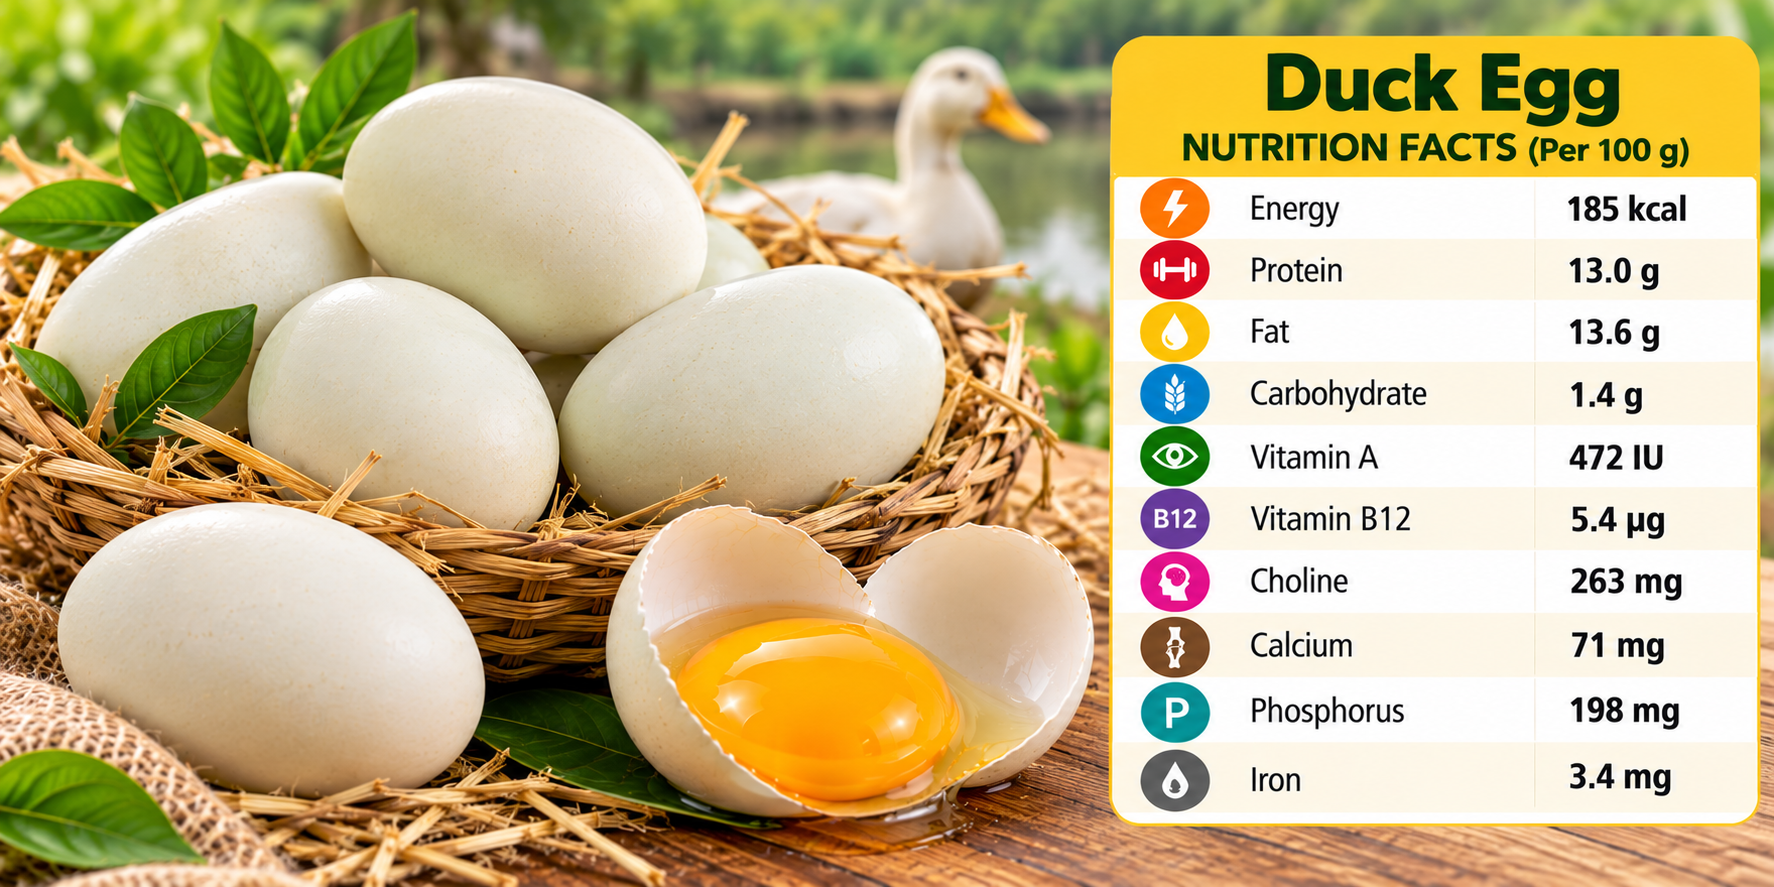 Duck Egg
NUTRITION FACTS (Per 100 g)
Energy 185 kcal
Protein 13.0 g
Fat 13.6 g
Carbohydrate 1.4 g
Vitamin A 472 IU
B12 Vitamin B12 5.4 µg
Choline 263 mg
Calcium 71 mg
P Phosphorus 198 mg
Iron 3.4 mg